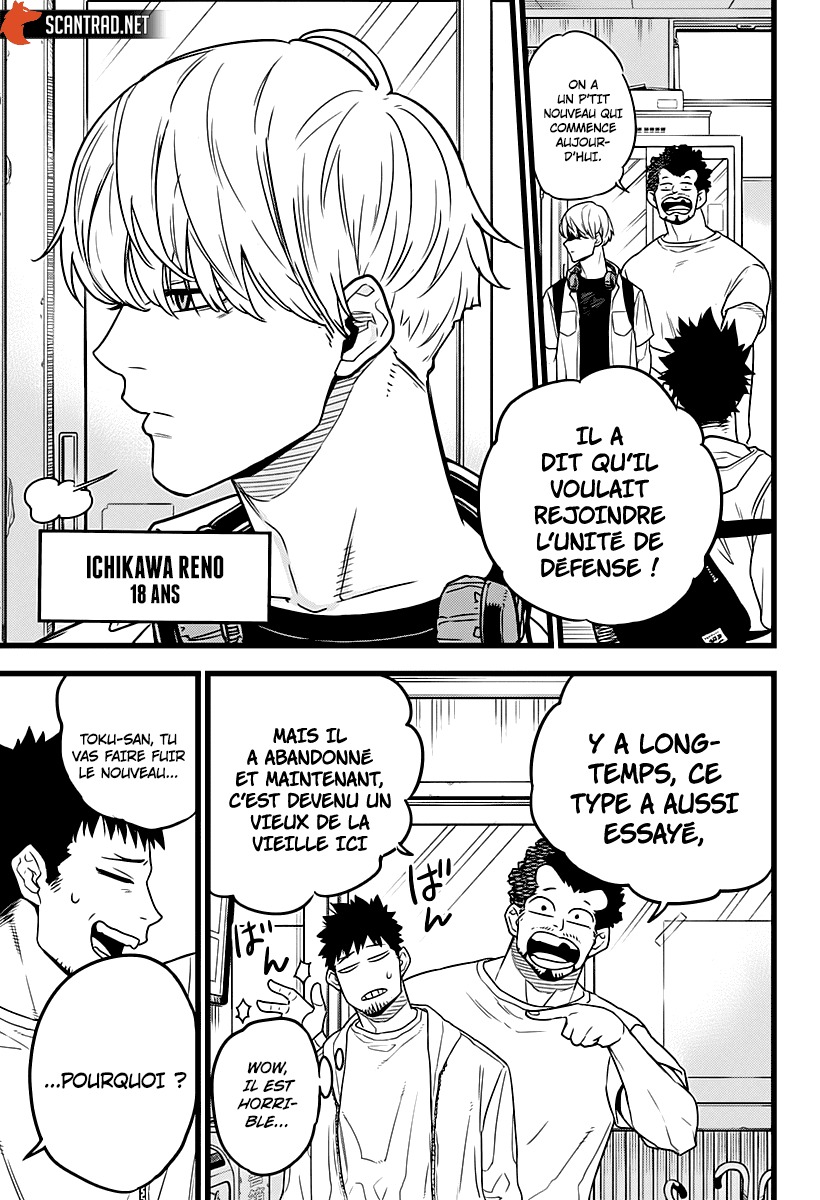 SCANTRAD.NET
ON A
UN P'TIT
NOUVEAU QUI
COMMENCE
AUJOUR-
D'HUI.
IL A
DIT QU'IL
VOULAIT
REJOINDRE
L'UNITÉ DE
DÉFENSE !
ICHIKAWA RENO
18 ANS
Y A LONG-
TEMPS, CE
TYPE A AUSSI
ESSAYÉ,
MAIS IL
A ABANDONNÉ
ET MAINTENANT,
C'EST DEVENU UN
VIEUX DE LA
VIEILLE ICI
ばん
ばん
WOW,
IL EST
HORRI-
BLE...
TOKU-SAN, TU
VAS FAIRE FUIR
LE NOUVEAU...
...POURQUOI ?